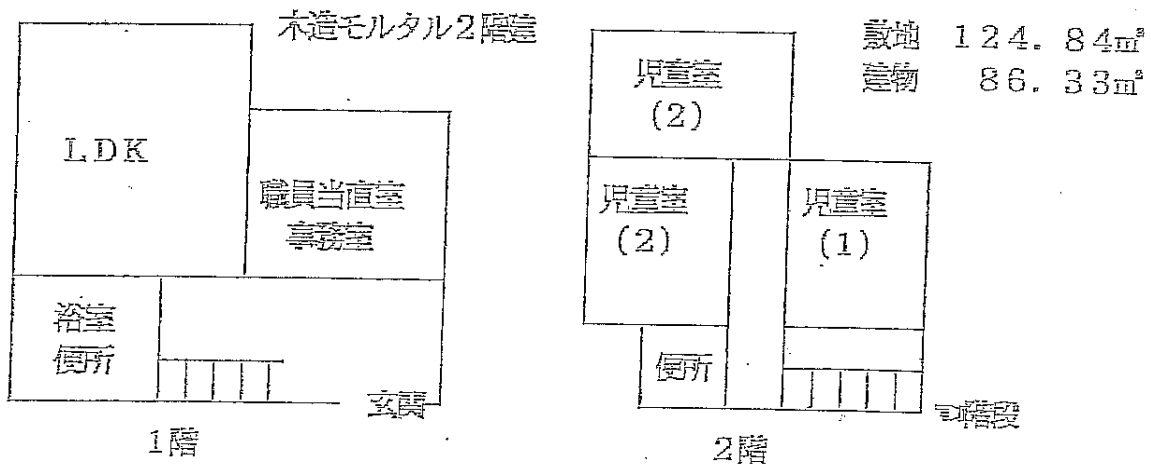 木造モルタル2階建
敷地 124.84㎡
建物 86.33㎡
LDK
職員当直室
事務室
浴室
便所
玄関
1階
児童室
(2)
児童室
(2)
児童室
(1)
便所
階段
2階